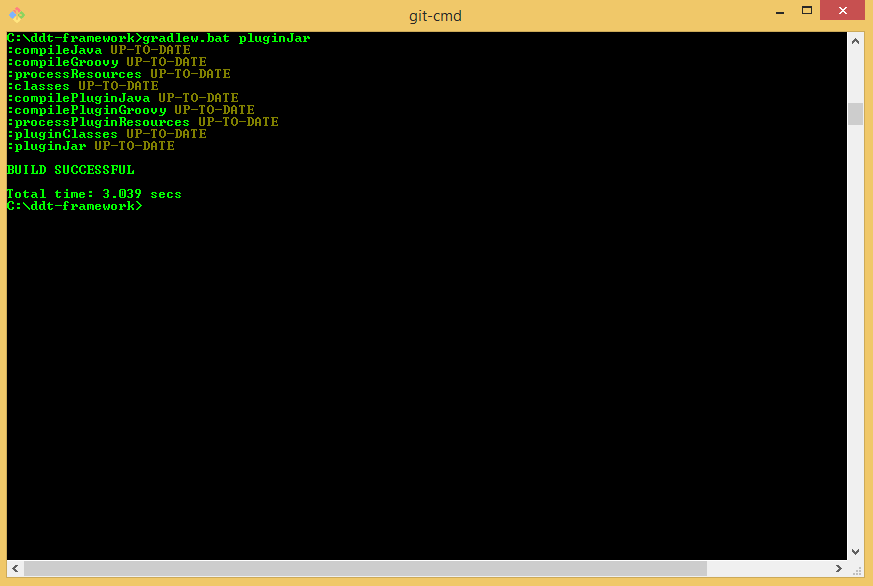 git-cmd
C:\ddt-framework>gradlew.bat pluginJar
:compileJava UP-TO-DATE
:compileGroovy UP-TO-DATE
:processResources UP-TO-DATE
:classes UP-TO-DATE
:compilePluginJava UP-TO-DATE
:compilePluginGroovy UP-TO-DATE
:processPluginResources UP-TO-DATE
:pluginClasses UP-TO-DATE
:pluginJar UP-TO-DATE
BUILD SUCCESSFUL
Total time: 3.039 secs
C:\ddt-framework>